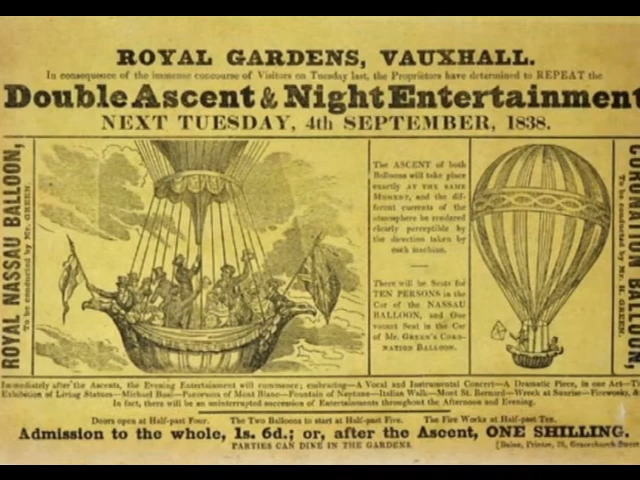 ROYAL GARDENS, VAUXHALL.
In consequence of the immense concourse of Visitors on Tuesday last, the Proprietors have determined to REPEAT the
Double Ascent & Night Entertainment
NEXT TUESDAY, 4th SEPTEMBER, 1838.
ROYAL NASSAU BALLOON,
To be conducted by Mr. GREEN.
The ASCENT of both
Balloons will take place
exactly AT THE SAME
MOMENT, and the dif-
ferent currents of the
atmosphere be rendered
clearly perceptible by
the direction taken by
each machine.
There will be Seats for
TEN PERSONS in the
Car of the NASSAU
BALLOON, and One
vacant Seat in the Car
of Mr. GREEN'S CORO-
NATION BALLOON.
BALLOON,
To be conducted by Mr. H. GREEN.
Immediately after the Ascents, the Evening Entertainment will commence; embracing—A Vocal and Instrumental Concert—A Dramatic Piece, in one Act—T
Exhibition of Living Statues—Michael Boai—Panorama of Mont Blanc—Fountain of Neptune—Italian Walk—Mont St. Bernard—Wreck at Sunrise—Fireworks, &
In fact, there will be an uninterrupted succession of Entertainments throughout the Afternoon and Evening.
Doors open at Half-past Four. The Two Balloons to start at Half-past Five. The Fire Works at Half-past Ten.
Admission to the whole, 1s. 6d.; or, after the Ascent, ONE SHILLING.
PARTIES CAN DINE IN THE GARDENS.
Printer, Gracechurch Street